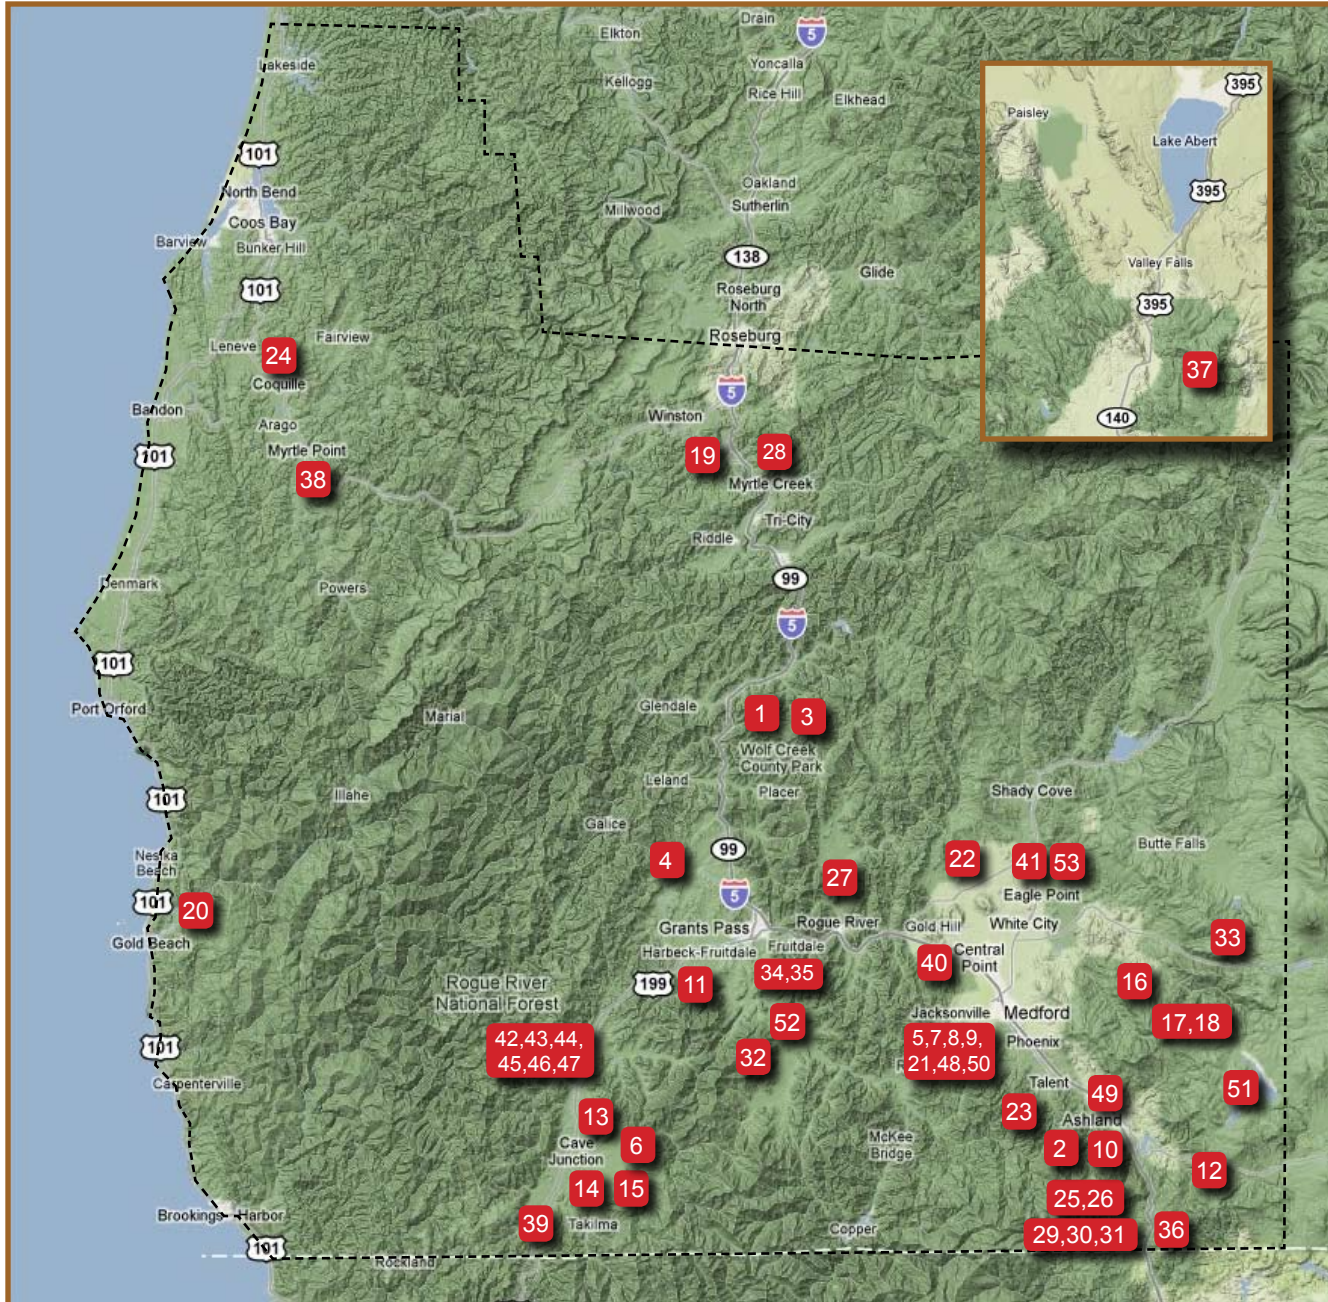 Drain
Elkton
5
Yoncalla
Lakeside
Kellogg
Rice Hill
Elkhead
395
Paisley
Lake Abert
101
North Bend
Oakland
Sutherlin
Millwood
395
Coos Bay
Barview
Bunker Hill
138
Glide
Valley Falls
101
Roseburg
North
395
Fairview
Roseburg
Leneve
24
37
Coquille
5
Bandon
Winston
140
Arago
Myrtle Point
101
19
28
38
Myrtle Creek
Tri-City
Riddle
Denmark
Powers
99
5
101
Port Orford
Marial
Glendale
1
3
Wolf Creek
County Park
Leland
Placer
Shady Cove
Illahe
101
Galice
99
Butte Falls
Nesika
Beach
4
22
41
53
27
5
Eagle Point
101
20
Gold Beach
Grants Pass
Rogue River
Gold Hill
White City
Harbeck-Fruitdale
Fruitdale
33
Central
Point
40
Rogue River
National Forest
199
11
34,35
16
Jacksonville
Medford
52
17,18
42,43,44,
45,46,47
5,7,8,9,
21,48,50
Phoenix
101
32
Carpenterville
Talent
49
51
13
23
Ashland
6
Cave
Junction
McKee
Bridge
2
10
12
14
15
25,26
Brookings
Harbor
39
Takilma
Copper
29,30,31
36
101
Rockland